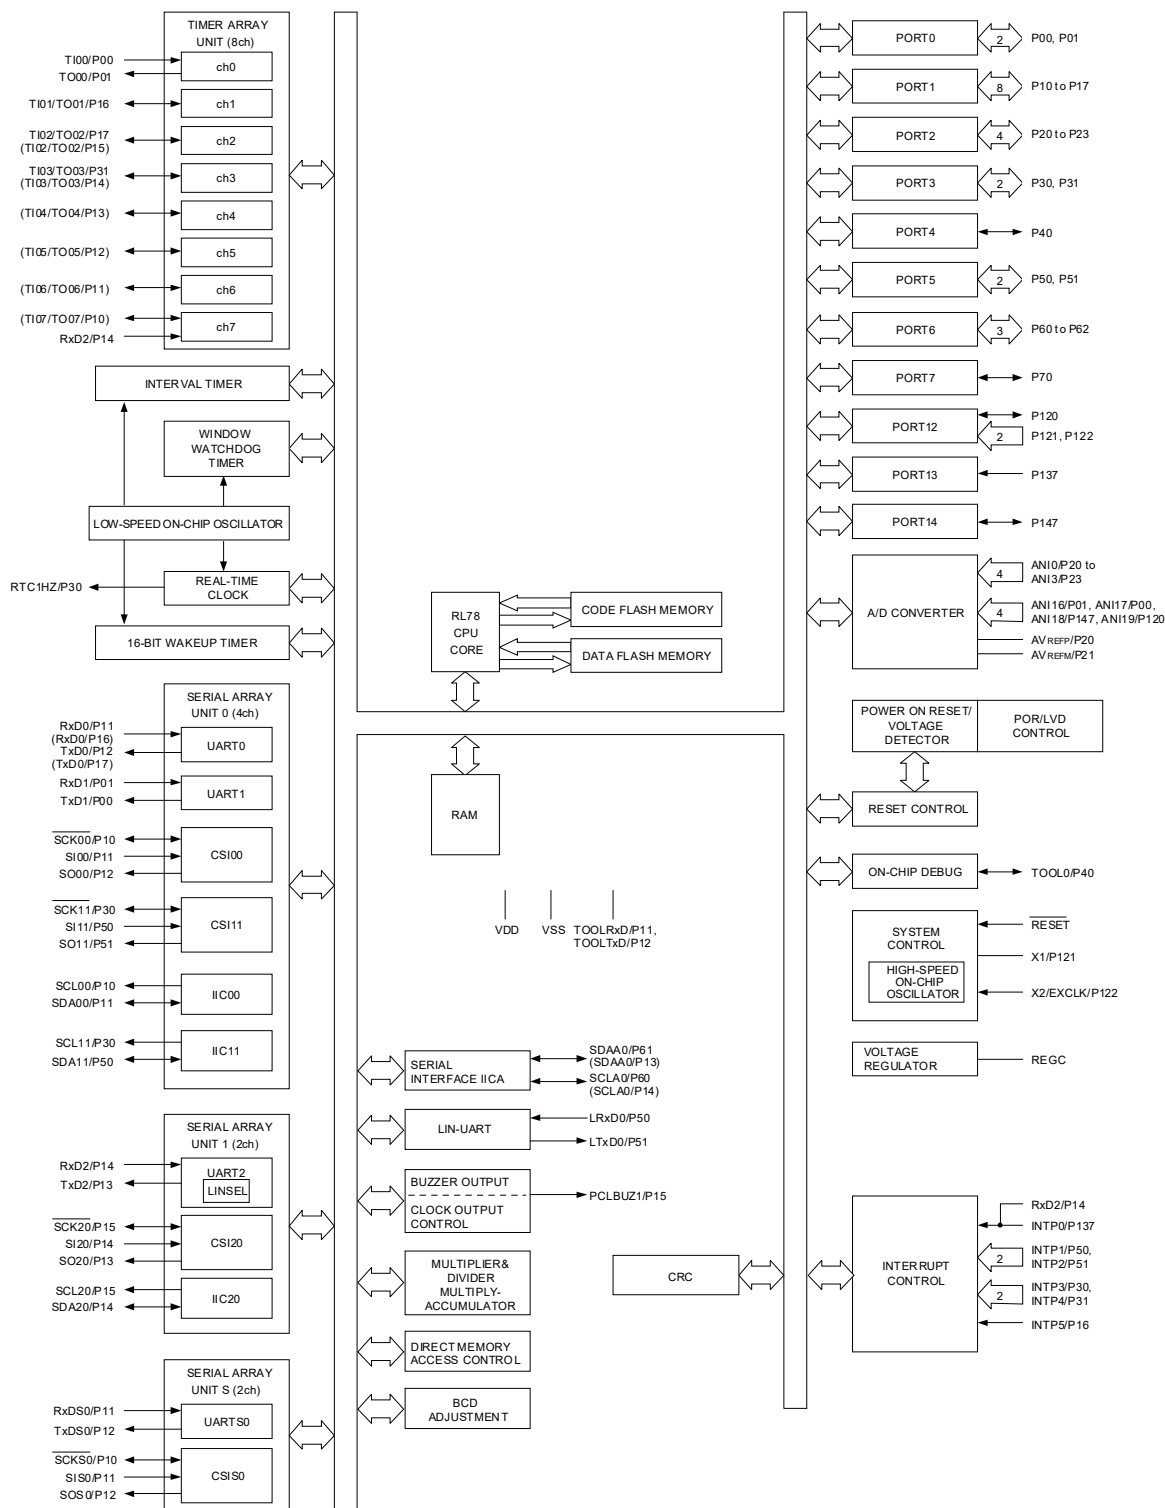 TIMER ARRAY
UNIT (8ch)
TI00/P00
TO00/P01
ch0
TI01/TO01/P16
ch1
TI02/TO02/P17
(TI02/TO02/P15)
ch2
TI03/TO03/P31
(TI03/TO03/P14)
ch3
(TI04/TO04/P13)
ch4
(TI05/TO05/P12)
ch5
(TI06/TO06/P11)
ch6
(TI07/TO07/P10)
RxD2/P14
ch7
INTERVAL TIMER
WINDOW
WATCHDOG
TIMER
LOW-SPEED ON-CHIP OSCILLATOR
RTC1HZ/P30
REAL-TIME
CLOCK
16-BIT WAKEUP TIMER
SERIAL ARRAY
UNIT 0 (4ch)
RxD0/P11
(RxD0/P16)
TxD0/P12
(TxD0/P17)
UART0
RxD1/P01
TxD1/P00
UART1
SCK00/P10
SI00/P11
SO00/P12
CSI00
SCK11/P30
SI11/P50
SO11/P51
CSI11
SCL00/P10
SDA00/P11
IIC00
SCL11/P30
SDA11/P50
IIC11
SERIAL ARRAY
UNIT 1 (2ch)
RxD2/P14
TxD2/P13
UART2
LINSEL
SCK20/P15
SI20/P14
SO20/P13
CSI20
SCL20/P15
SDA20/P14
IIC20
SERIAL ARRAY
UNIT S (2ch)
RxDS0/P11
TxDS0/P12
UARTS0
SCKS0/P10
SIS0/P11
SOS0/P12
CSIS0
RL78
CPU
CORE
CODE FLASH MEMORY
DATA FLASH MEMORY
RAM
VDD
VSS
TOOLRxD/P11,
TOOLTxD/P12
SERIAL
INTERFACE IICA
SDAA0/P61
(SDAA0/P13)
SCLA0/P60
(SCLA0/P14)
LIN-UART
LRxD0/P50
LTxD0/P51
BUZZER OUTPUT
CLOCK OUTPUT
CONTROL
PCLBUZ1/P15
MULTIPLIER&
DIVIDER
MULTIPLY-
ACCUMULATOR
DIRECT MEMORY
ACCESS CONTROL
BCD
ADJUSTMENT
CRC
PORT0
2
P00, P01
PORT1
8
P10 to P17
PORT2
4
P20 to P23
PORT3
2
P30, P31
PORT4
P40
PORT5
2
P50, P51
PORT6
3
P60 to P62
PORT7
P70
PORT12
P120
2
P121, P122
PORT13
P137
PORT14
P147
A/D CONVERTER
4
ANI0/P20 to
ANI3/P23
4
ANI16/P01, ANI17/P00,
ANI18/P147, ANI19/P120
AVREFP/P20
AVREFM/P21
POWER ON RESET/
VOLTAGE
DETECTOR
POR/LVD
CONTROL
RESET CONTROL
ON-CHIP DEBUG
TOOL0/P40
SYSTEM
CONTROL
HIGH-SPEED
ON-CHIP
OSCILLATOR
RESET
X1/P121
X2/EXCLK/P122
VOLTAGE
REGULATOR
REGC
INTERRUPT
CONTROL
RxD2/P14
INTP0/P137
2
INTP1/P50,
INTP2/P51
2
INTP3/P30,
INTP4/P31
INTP5/P16